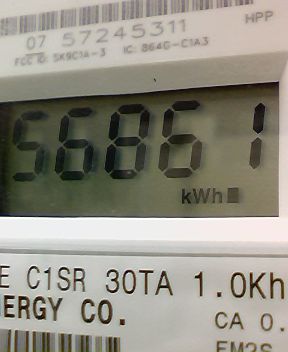 HPP
07 57245311
FCC ID: SK9C1A-3 IC: 864G-C1A3
56861
kWh
E C1SR 30TA 1.0Kh
ERGY CO.
CA 0.